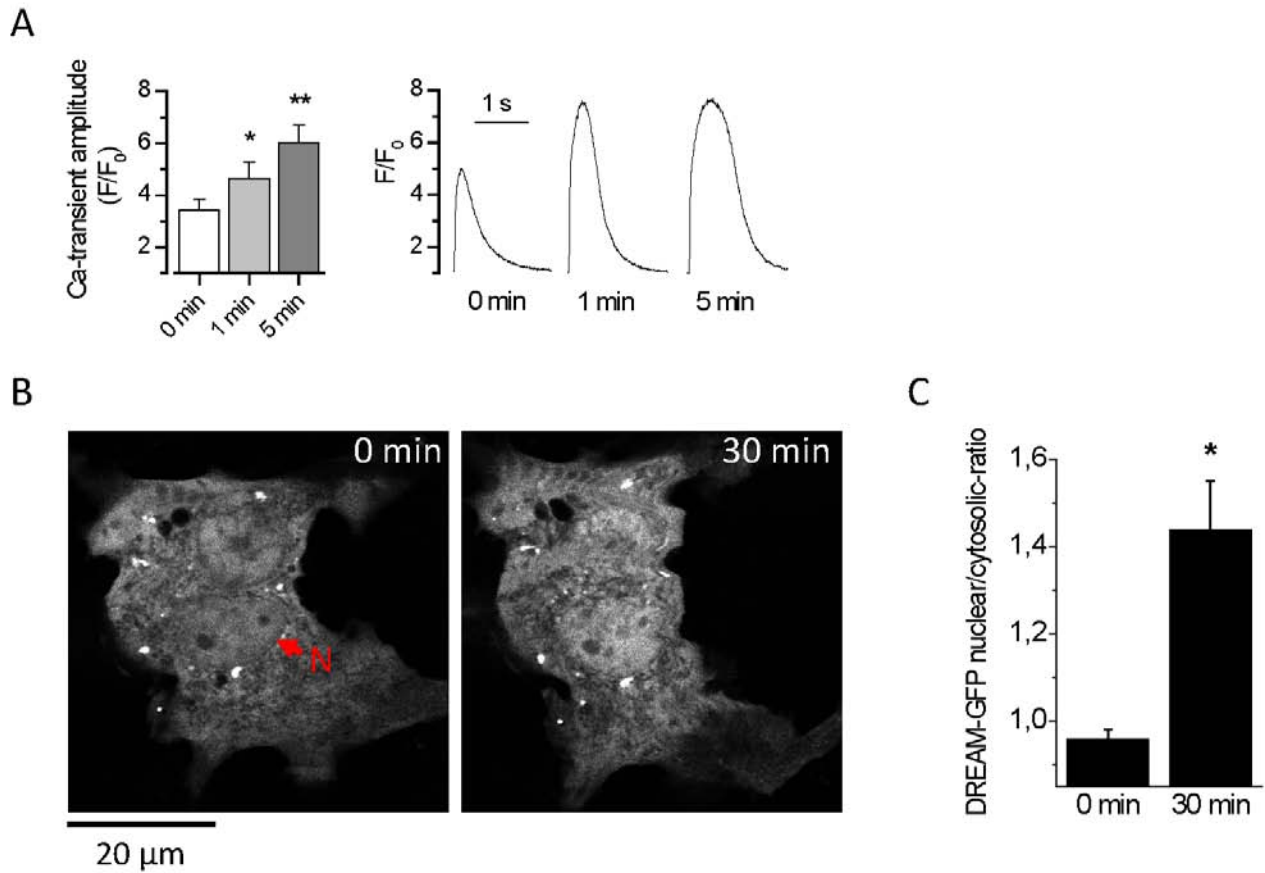 A
Ca-transient amplitude
(F/F0)
8
6
4
2
*
**
0 min
1 min
5 min
F/F0
8
6
4
2
1 s
0 min
1 min
5 min
B
0 min
N
30 min
20 µm
C
DREAM-GFP nuclear/cytosolic-ratio
1,6
1,4
1,2
1,0
*
0 min
30 min